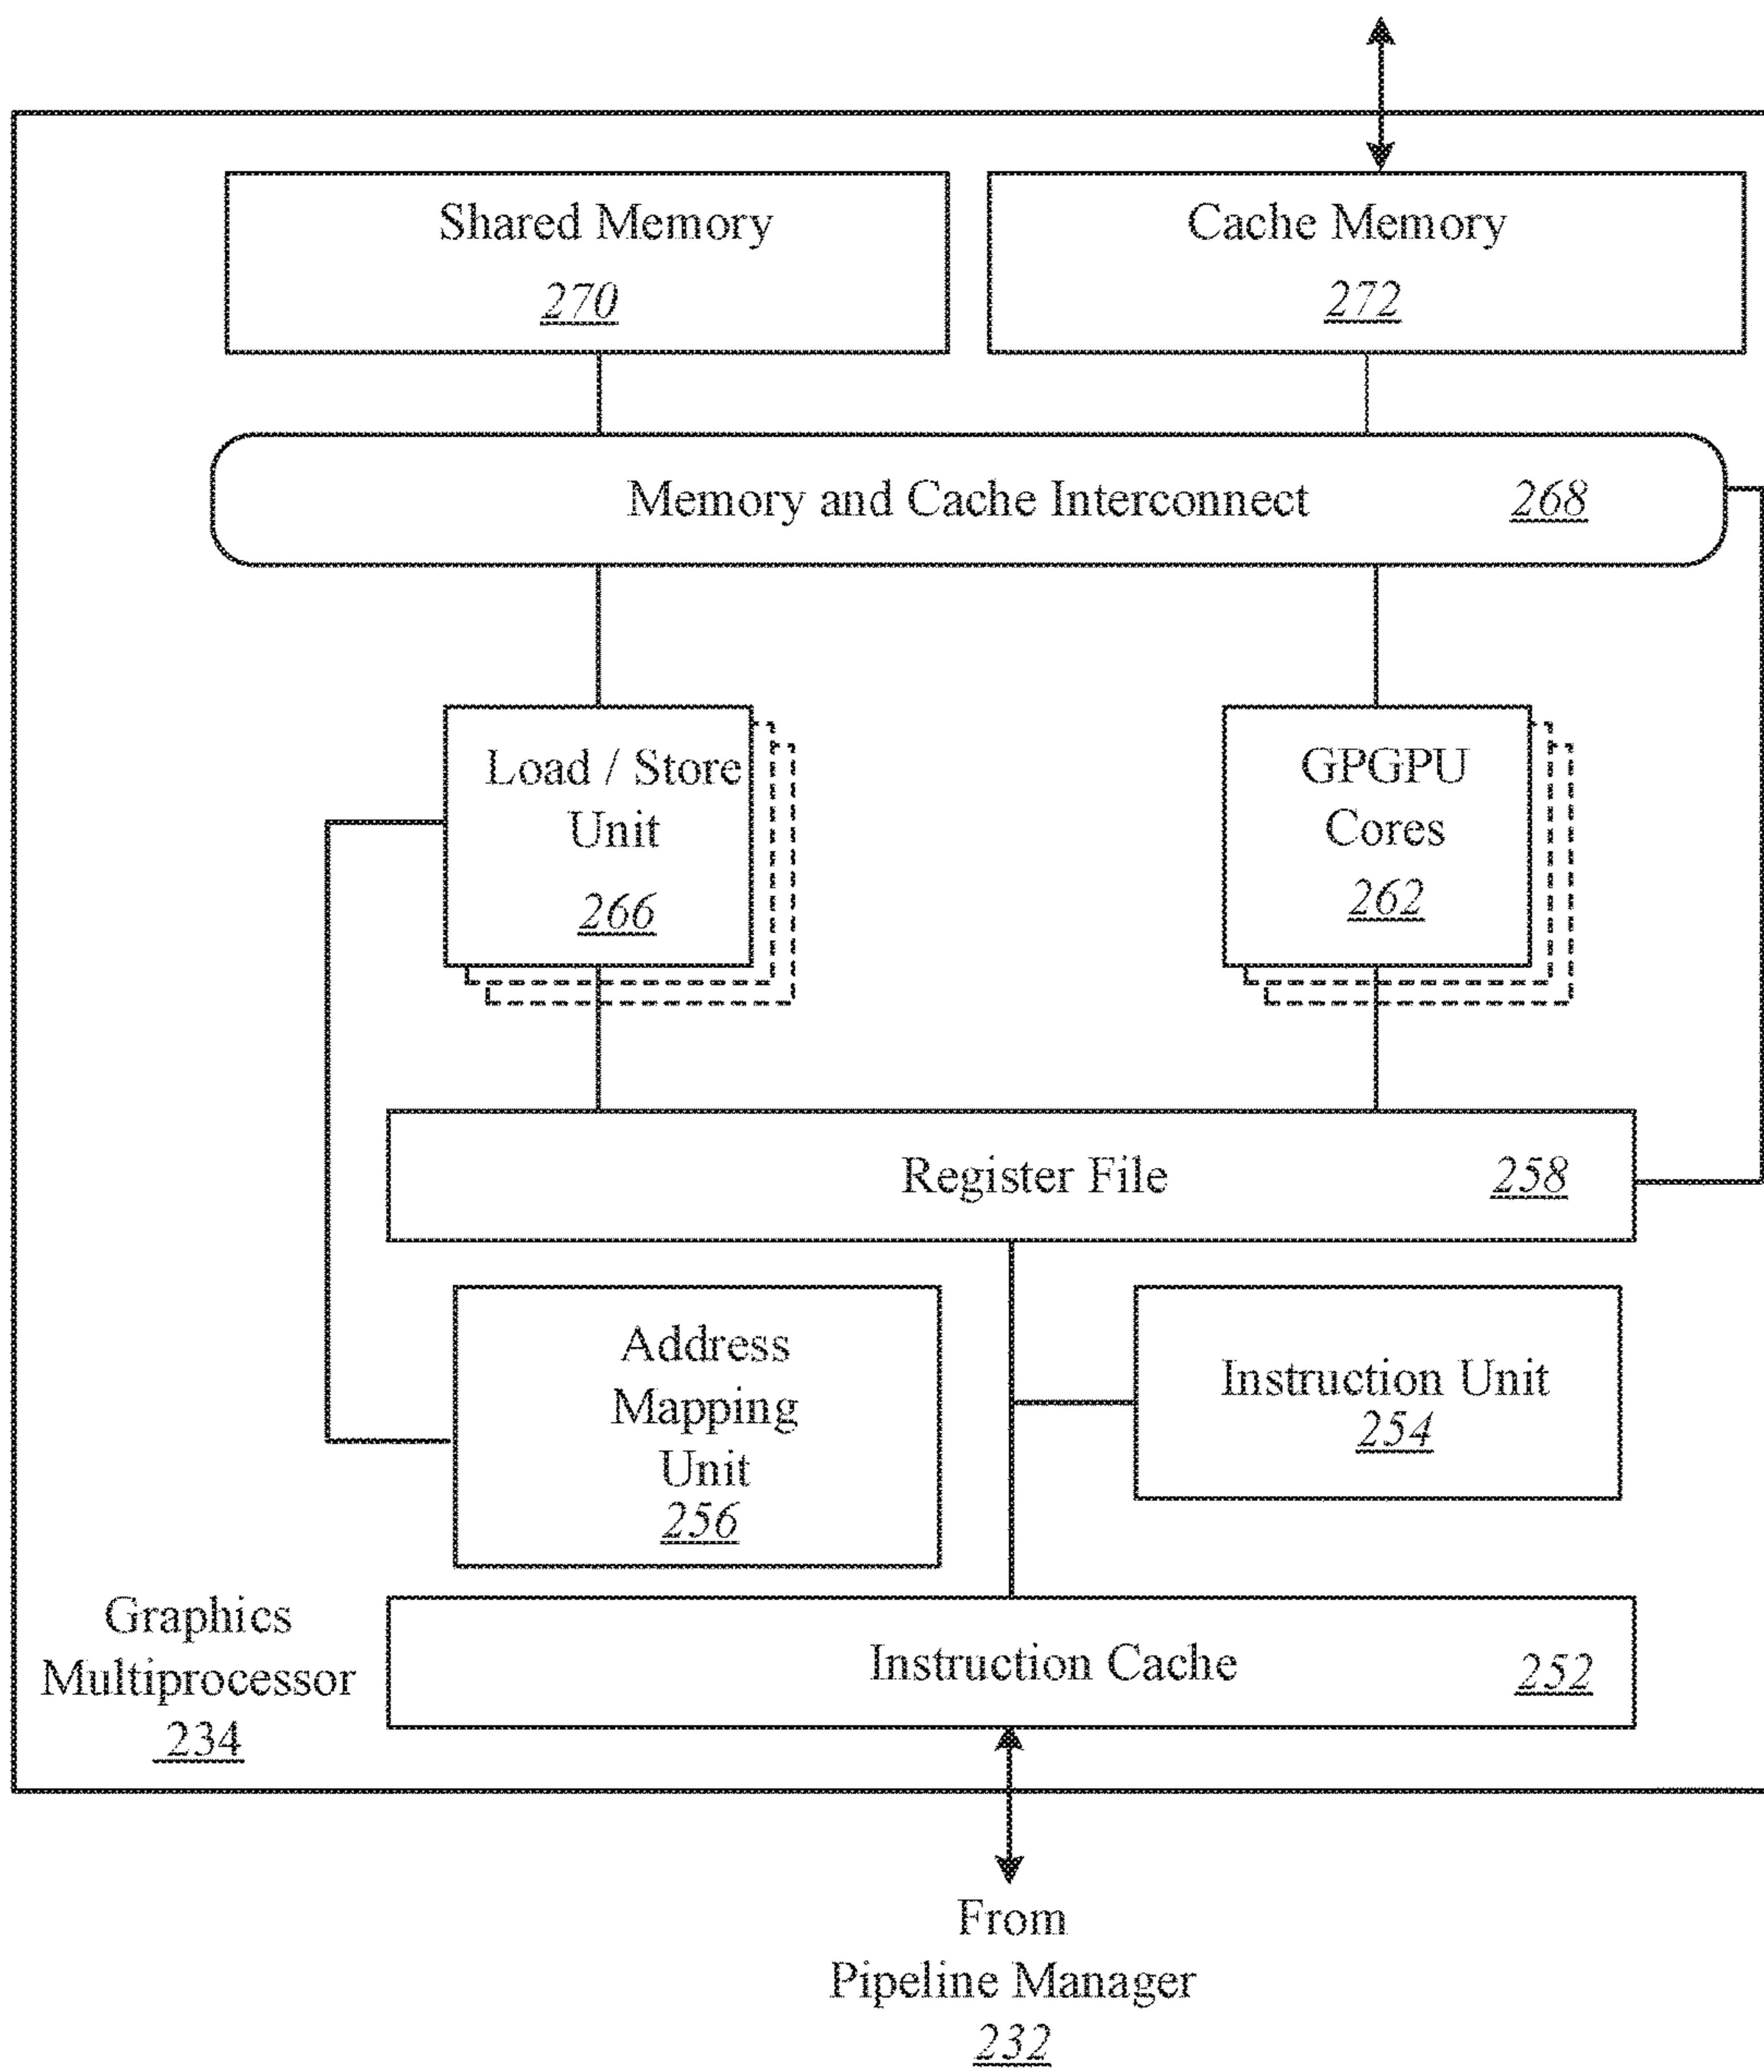 Shared Memory
270
Cache Memory
272
Memory and Cache Interconnect 268
Load / Store
Unit
266
GPGPU
Cores
262
Register File 258
Address
Mapping
Unit
256
Instruction Unit
254
Graphics
Multiprocessor
234
Instruction Cache 252
From
Pipeline Manager
232